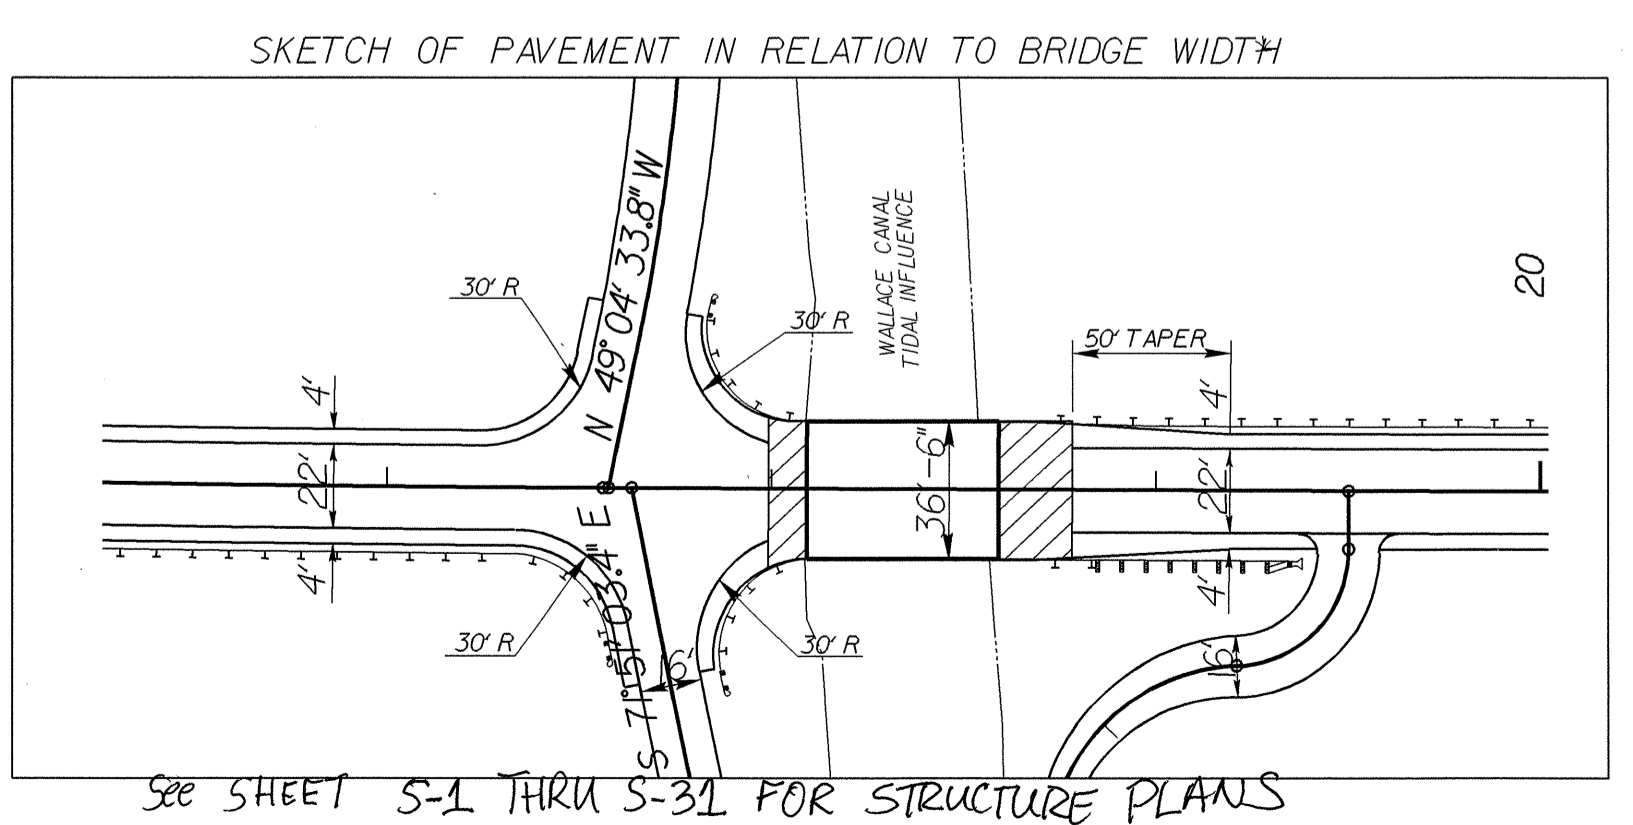 SKETCH OF PAVEMENT IN RELATION TO BRIDGE WIDTH*
N 49° 04' 33.8" W
WALLACE CANAL
TIDAL INFLUENCE
20
30' R
30' R
50' TAPER
4'
4'
22'
36'-6"
22'
4'
4'
S 71° 51' 03.4" E
30' R
30' R
16'
16'
See SHEET S-1 THRU S-31 FOR STRUCTURE PLANS